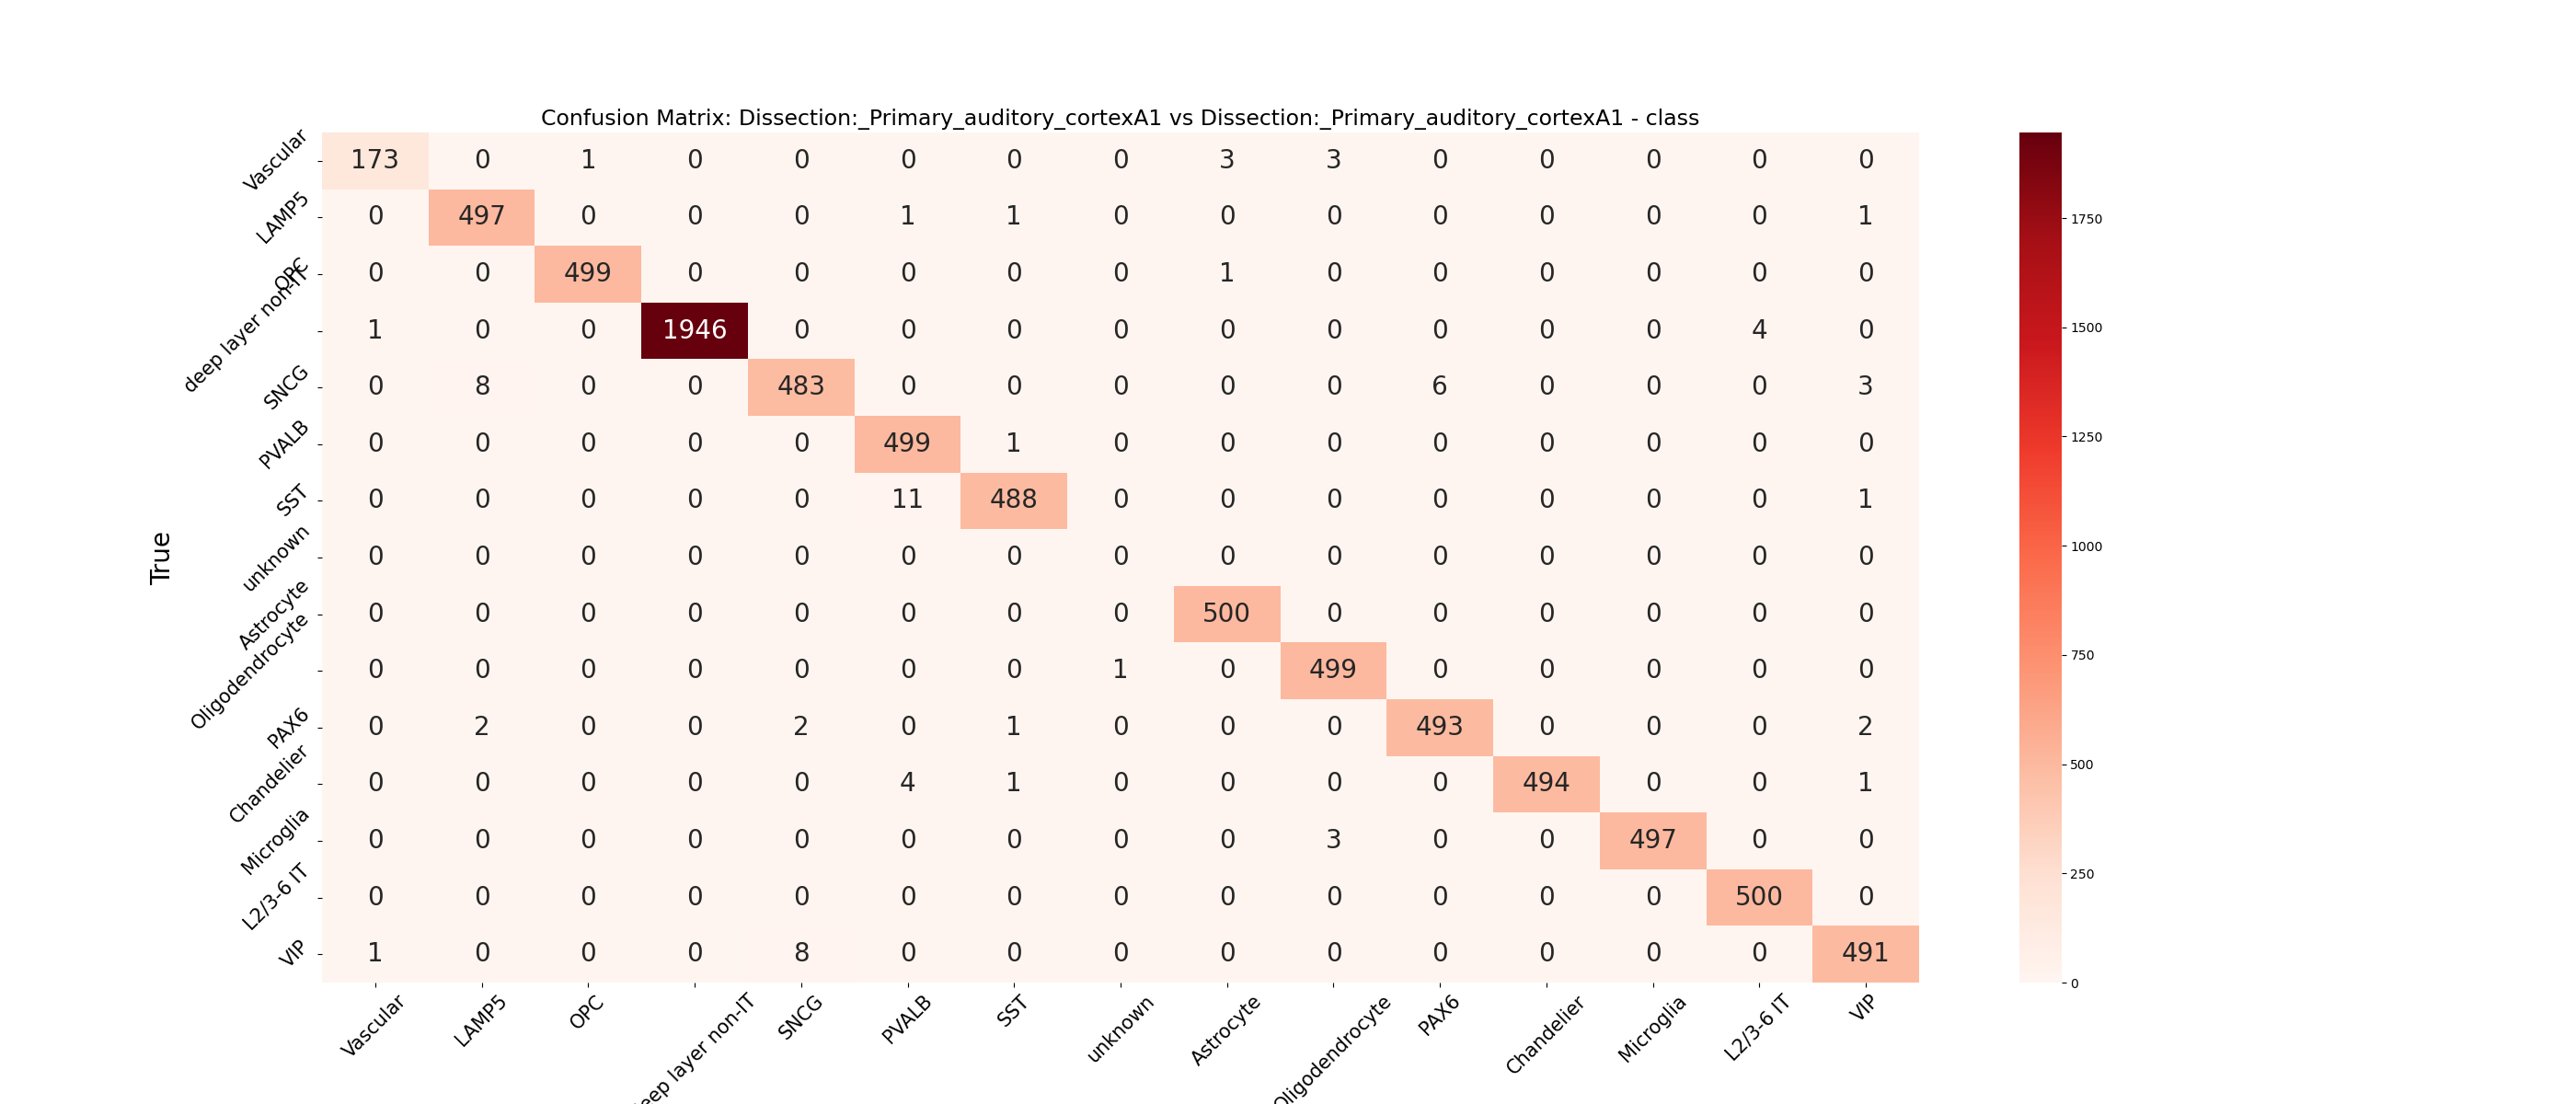 Confusion Matrix: Dissection:_Primary_auditory_cortexA1 vs Dissection:_Primary_auditory_cortexA1 - class
Vascular 173 0 1 0 0 0 0 0 3 3 0 0 0 0 0
LAMP5 0 497 0 0 0 1 1 0 0 0 0 0 0 0 1
OPC 0 0 499 0 0 0 0 0 1 0 0 0 0 0 0
deep layer non-IT 1 0 0 1946 0 0 0 0 0 0 0 0 0 4 0
SNCG 0 8 0 0 483 0 0 0 0 0 6 0 0 0 3
PVALB 0 0 0 0 0 499 1 0 0 0 0 0 0 0 0
SST 0 0 0 0 0 11 488 0 0 0 0 0 0 0 1
unknown 0 0 0 0 0 0 0 0 0 0 0 0 0 0 0
Astrocyte 0 0 0 0 0 0 0 0 500 0 0 0 0 0 0
Oligodendrocyte 0 0 0 0 0 0 0 1 0 499 0 0 0 0 0
PAX6 0 2 0 0 2 0 1 0 0 0 493 0 0 0 2
Chandelier 0 0 0 0 0 4 1 0 0 0 0 494 0 0 1
Microglia 0 0 0 0 0 0 0 0 0 3 0 0 497 0 0
L2/3-6 IT 0 0 0 0 0 0 0 0 0 0 0 0 0 500 0
VIP 1 0 0 0 8 0 0 0 0 0 0 0 0 0 491
True
Vascular LAMP5 OPC eep layer non-IT SNCG PVALB SST unknown Astrocyte Oligodendrocyte PAX6 Chandelier Microglia L2/3-6 IT VIP
1750
1500
1250
1000
750
500
250
0